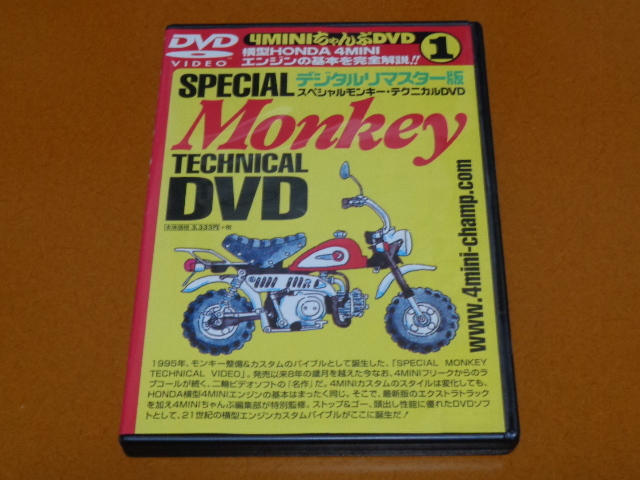 DVD
VIDEO™
4MINIちゃんぷDVD
横型HONDA 4MINI
エンジンの基本を完全解説!!
1
SPECIAL
デジタルリマスター版
スペシャルモンキー・テクニカルDVD
Monkey
TECHNICAL
DVD
本体価格 3,333円+税
www.4mini-champ.com
1995年、モンキー整備&カスタムのバイブルとして誕生した、「SPECIAL MONKEY
TECHNICAL VIDEO」。発売以来8年の歳月を越えた今なお、4MINIフリークからのラ
ブコールが続く、二輪ビデオソフトの「名作」だ。4MINIカスタムのスタイルは変化しても、
HONDA横型4MINIエンジンの基本はまったく同じ。そこで、最新版のエクストラトラック
を加え4MINIちゃんぷ編集部が特別監修。ストップ&ゴー、頭出し性能に優れたDVDソフ
トとして、21世紀の横型エンジンカスタムバイブルがここに誕生だ!